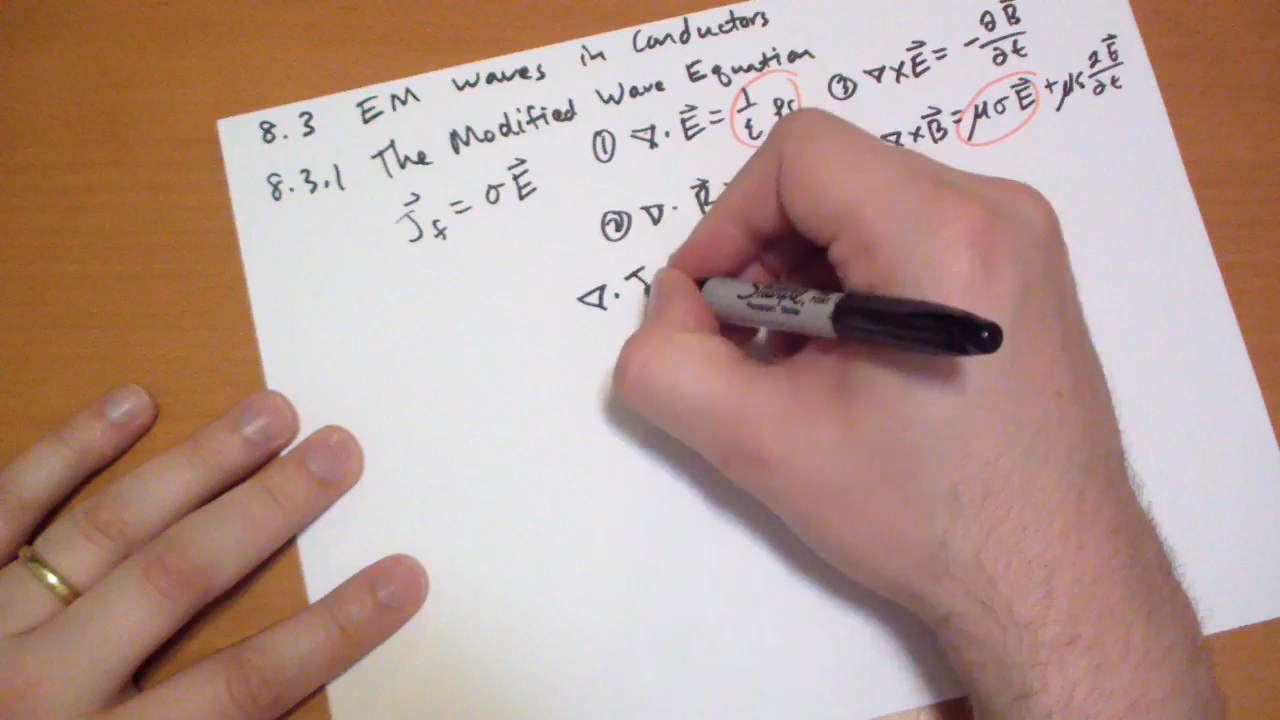 8.3 EM waves in Conductors
8.3.1 The Modified Wave Equation
J⃗f = σE⃗
① ∇·E⃗ = 1/ε ρf
③ ∇×E⃗ = -∂B⃗/∂t
∇×B⃗ = μσE⃗ + με ∂E⃗/∂t
② ∇·B⃗
∇·J
Sharpie